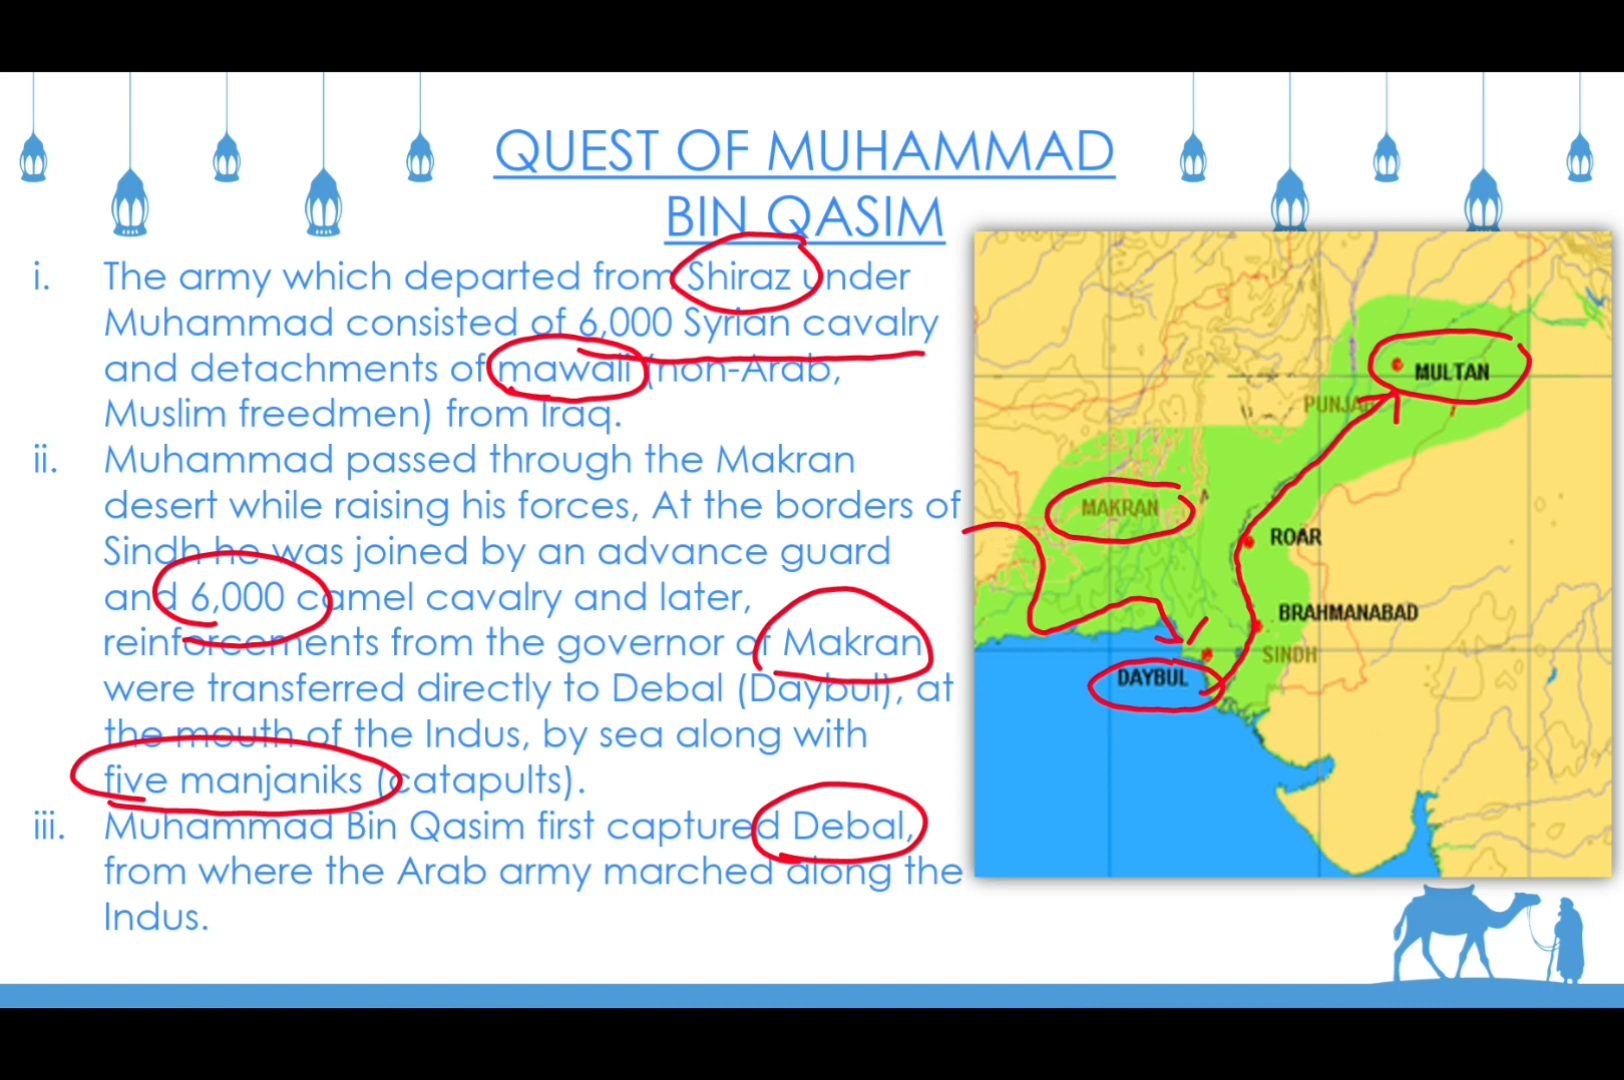 QUEST OF MUHAMMAD
BIN QASIM
i. The army which departed from Shiraz under
Muhammad consisted of 6,000 Syrian cavalry
and detachments of mawali (non-Arab,
Muslim freedmen) from Iraq.
ii. Muhammad passed through the Makran
desert while raising his forces, At the borders of
Sindh he was joined by an advance guard
and 6,000 camel cavalry and later,
reinforcements from the governor of Makran
were transferred directly to Debal (Daybul), at
the mouth of the Indus, by sea along with
five manjaniks (catapults).
iii. Muhammad Bin Qasim first captured Debal,
from where the Arab army marched along the
Indus.
MULTAN
PUNJAB
MAKRAN
ROAR
BRAHMANABAD
SINDH
DAYBUL